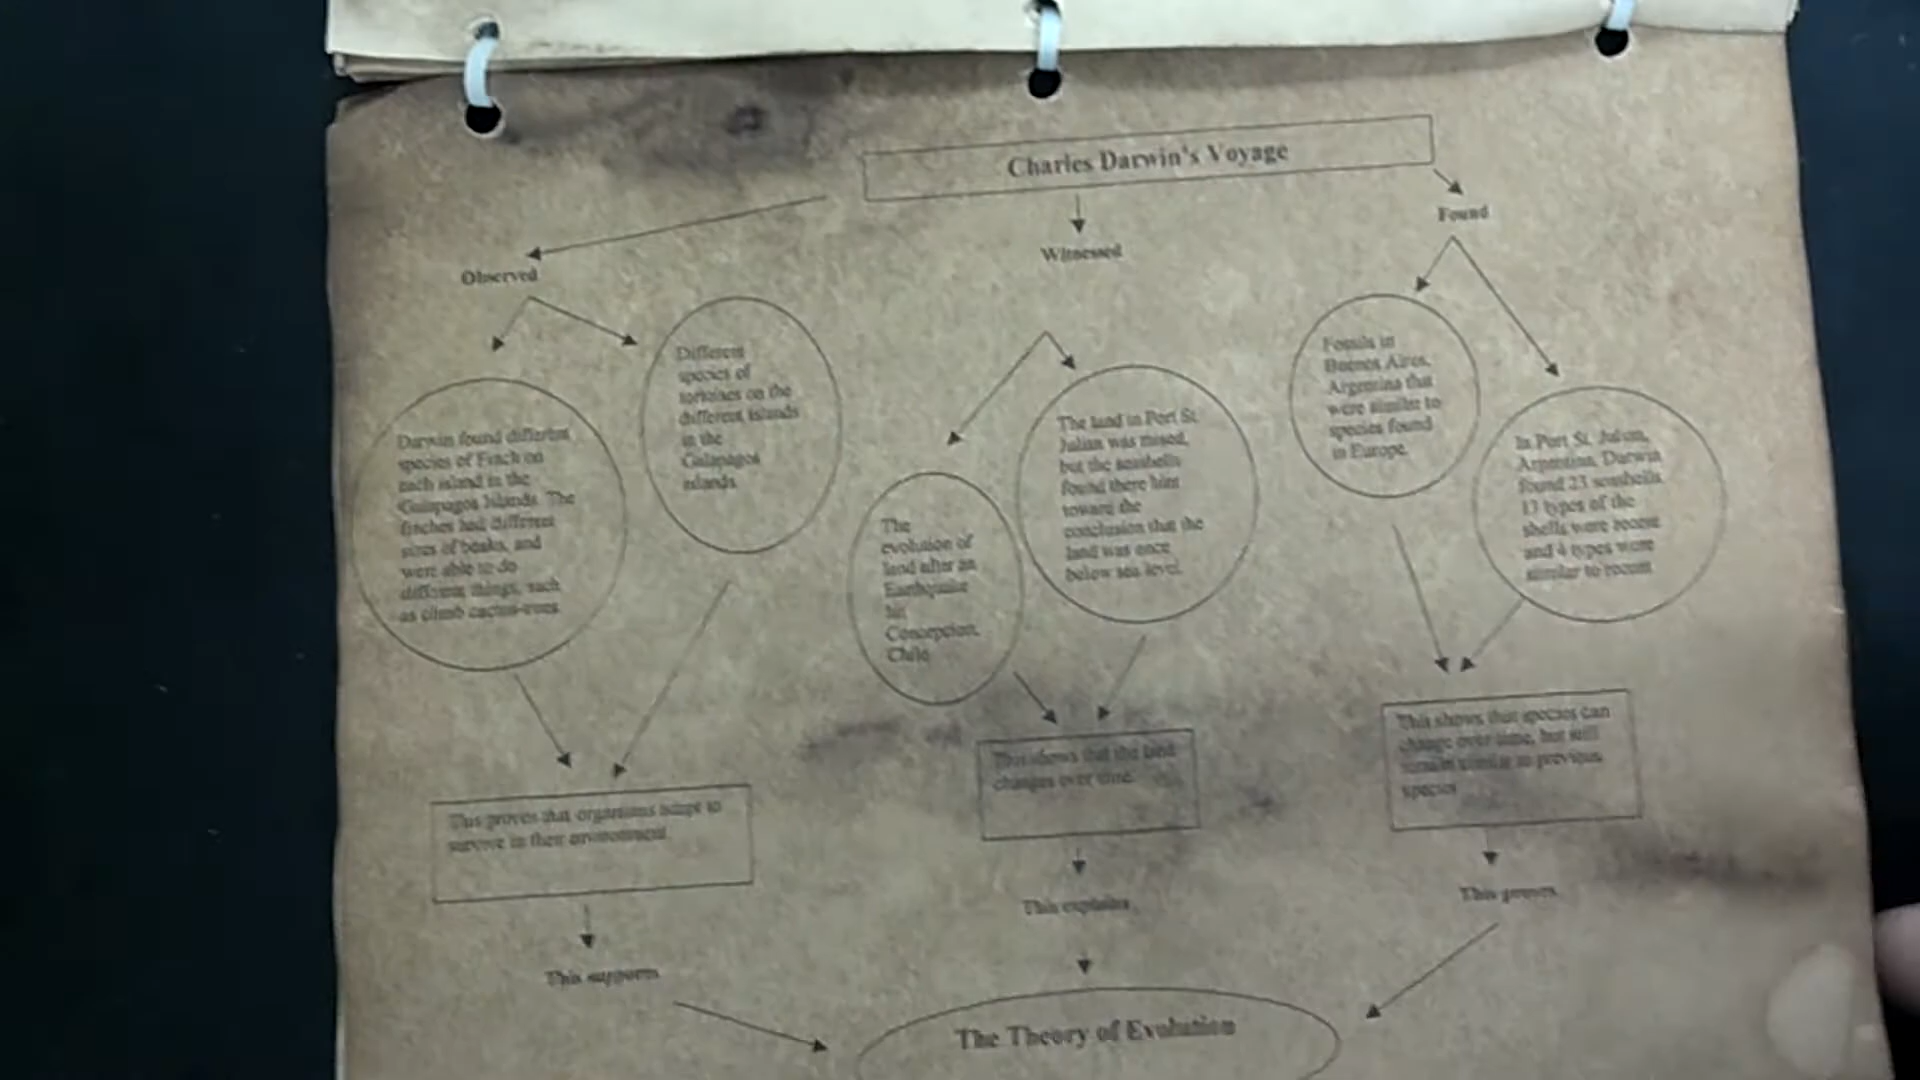 Charles Darwin's Voyage
Observed
Witnessed
Found
Darwin found different
species of Finch on
each island in the
Galapagos Islands. The
finches had different
sizes of beaks, and
were able to do
different things, such
as climb cactus-trees
Different
species of
tortoises on the
different islands
in the
Galapagos
islands
The
evolution of
land after an
Earthquake
hit
Concepcion,
Chile
The land in Port St.
Julian was raised,
but the seashells
found there hint
toward the
conclusion that the
land was once
below sea level.
Fossils in
Buenos Aires,
Argentina that
were similar to
species found
in Europe.
In Port St. Julian,
Argentina, Darwin
found 23 seashells.
13 types of the
shells were recent
and 4 types were
similar to recent
This proves that organisms adapt to
survive in their environment
This shows that the land
changes over time.
This shows that species can
change over time, but still
remain similar to previous
species
This supports
This explains
This proves
The Theory of Evolution